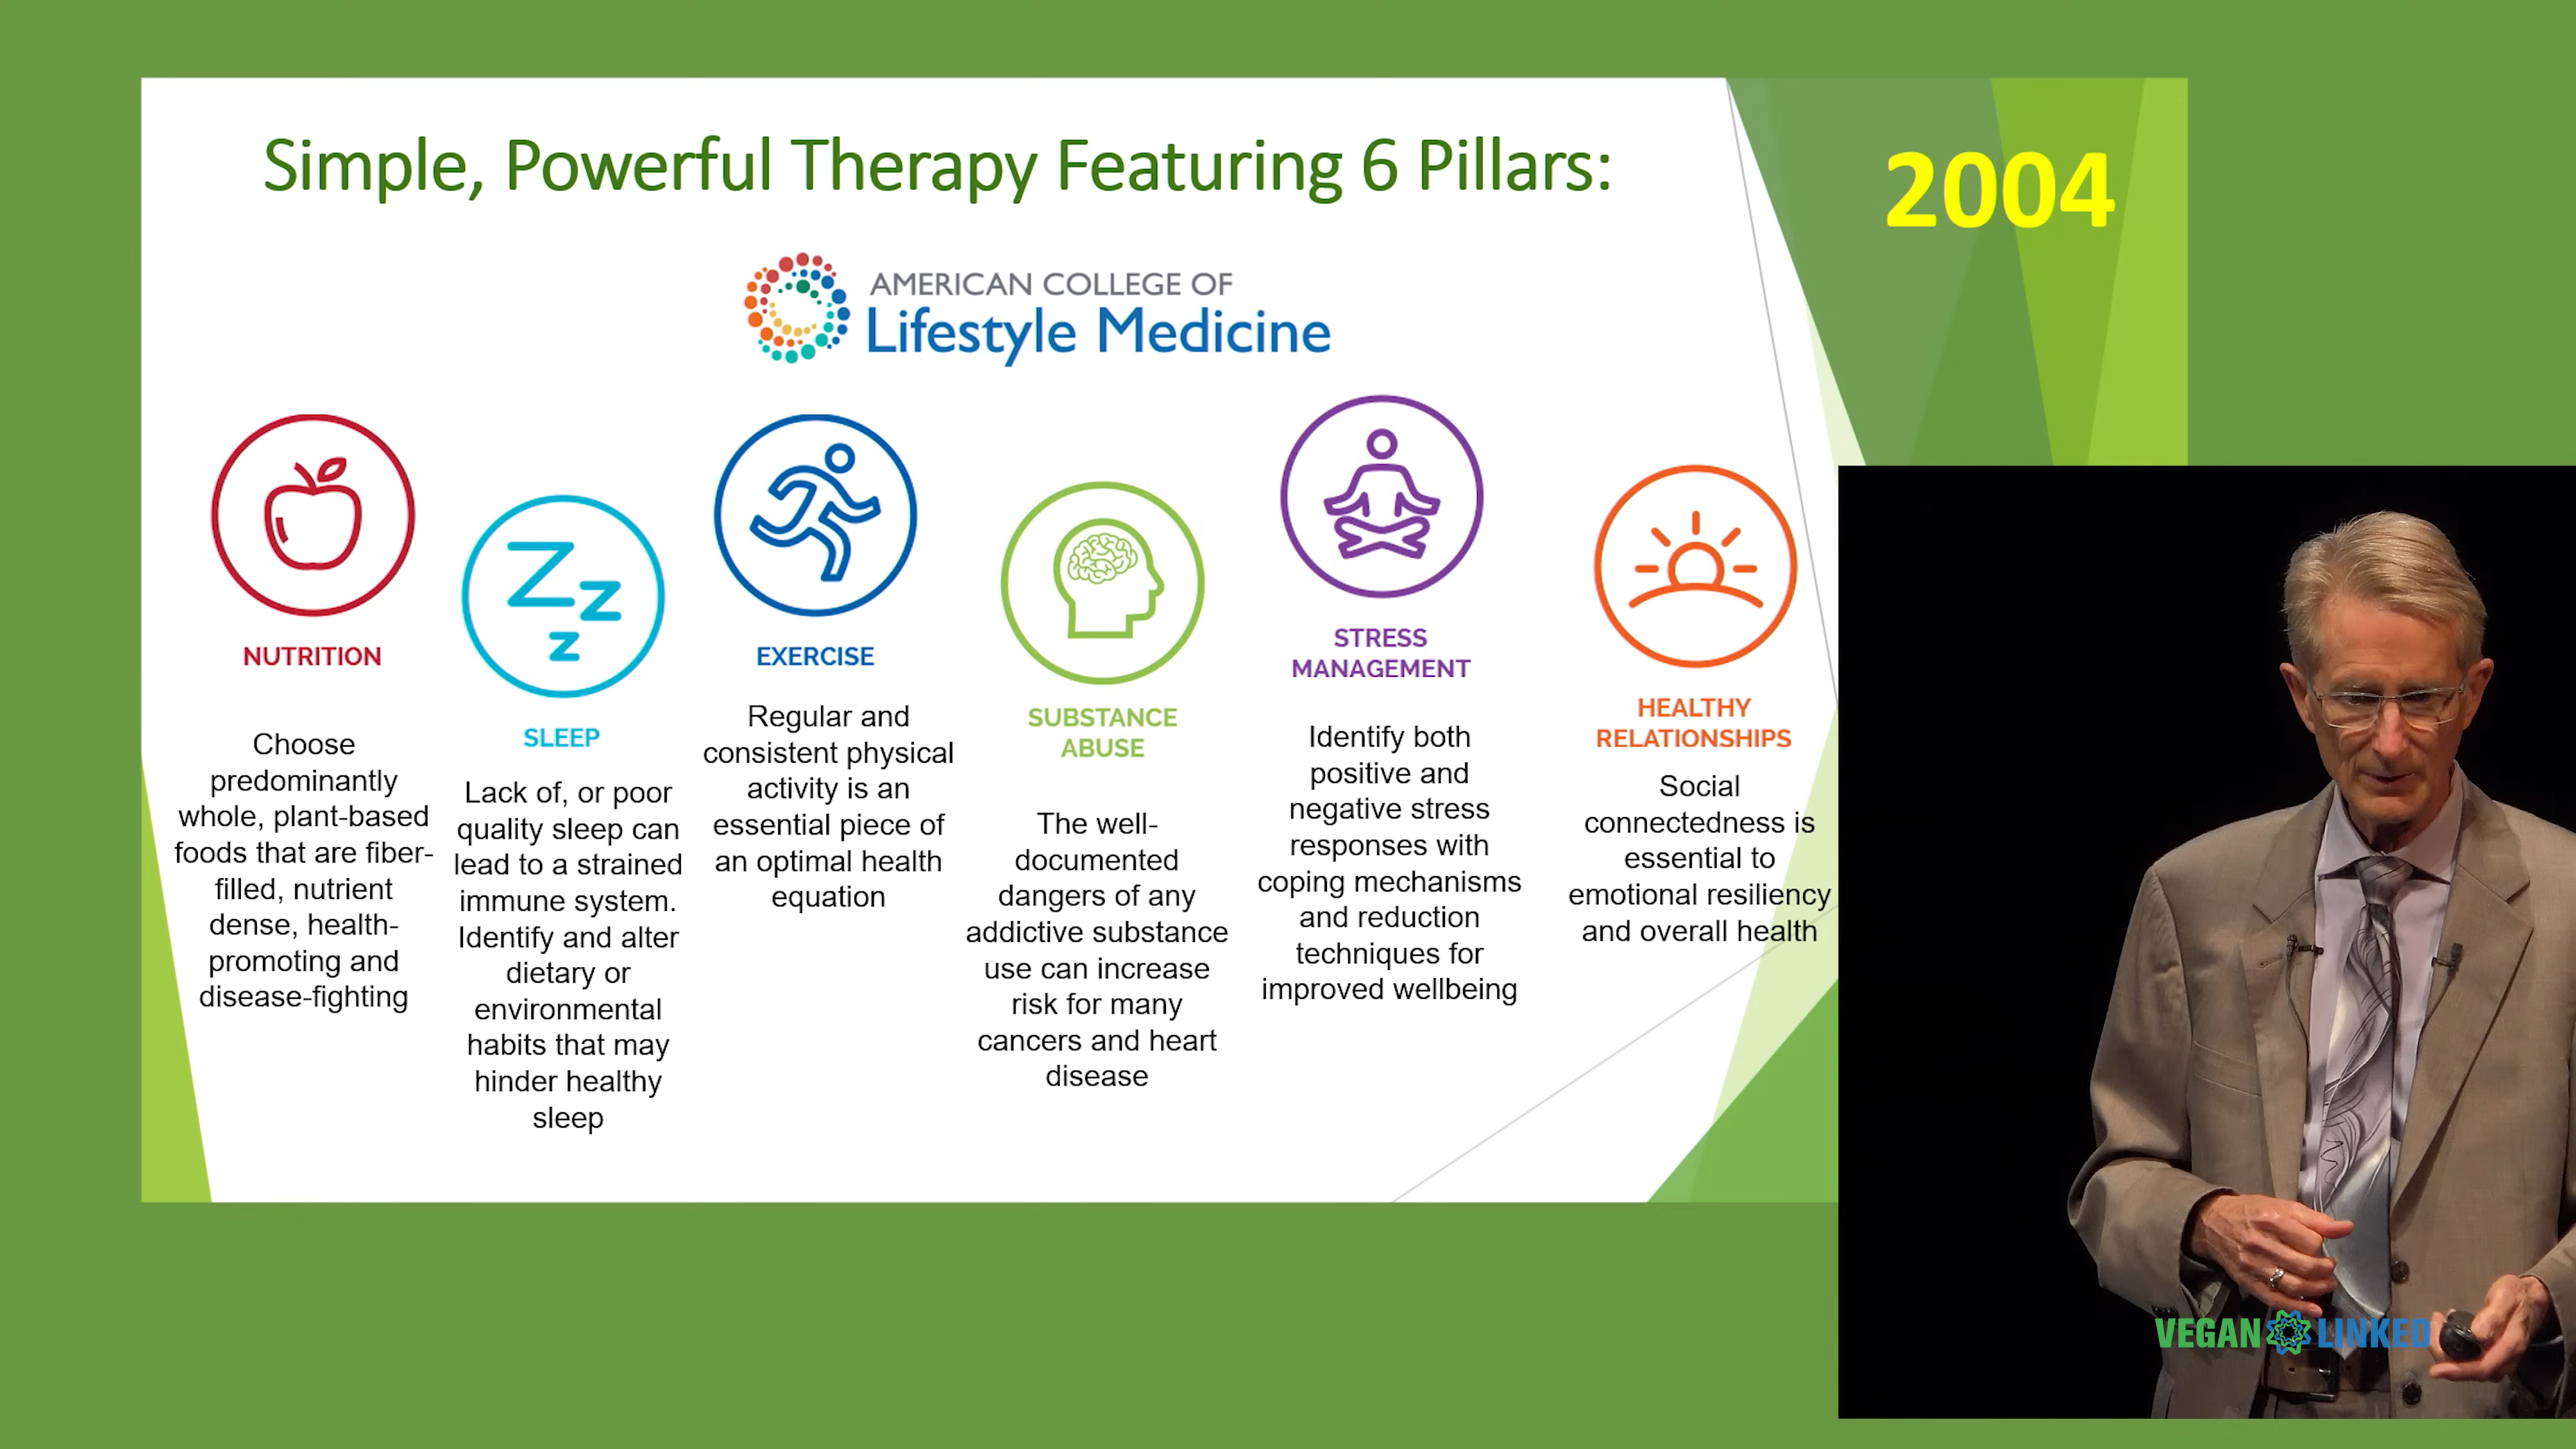 Simple, Powerful Therapy Featuring 6 Pillars:
2004
AMERICAN COLLEGE OF
Lifestyle Medicine
NUTRITION
Choose
predominantly
whole, plant-based
foods that are fiber-
filled, nutrient
dense, health-
promoting and
disease-fighting
Zzz
SLEEP
Lack of, or poor
quality sleep can
lead to a strained
immune system.
Identify and alter
dietary or
environmental
habits that may
hinder healthy
sleep
EXERCISE
Regular and
consistent physical
activity is an
essential piece of
an optimal health
equation
SUBSTANCE
ABUSE
The well-
documented
dangers of any
addictive substance
use can increase
risk for many
cancers and heart
disease
STRESS
MANAGEMENT
Identify both
positive and
negative stress
responses with
coping mechanisms
and reduction
techniques for
improved wellbeing
HEALTHY
RELATIONSHIPS
Social
connectedness is
essential to
emotional resiliency
and overall health
VEGAN LINKED